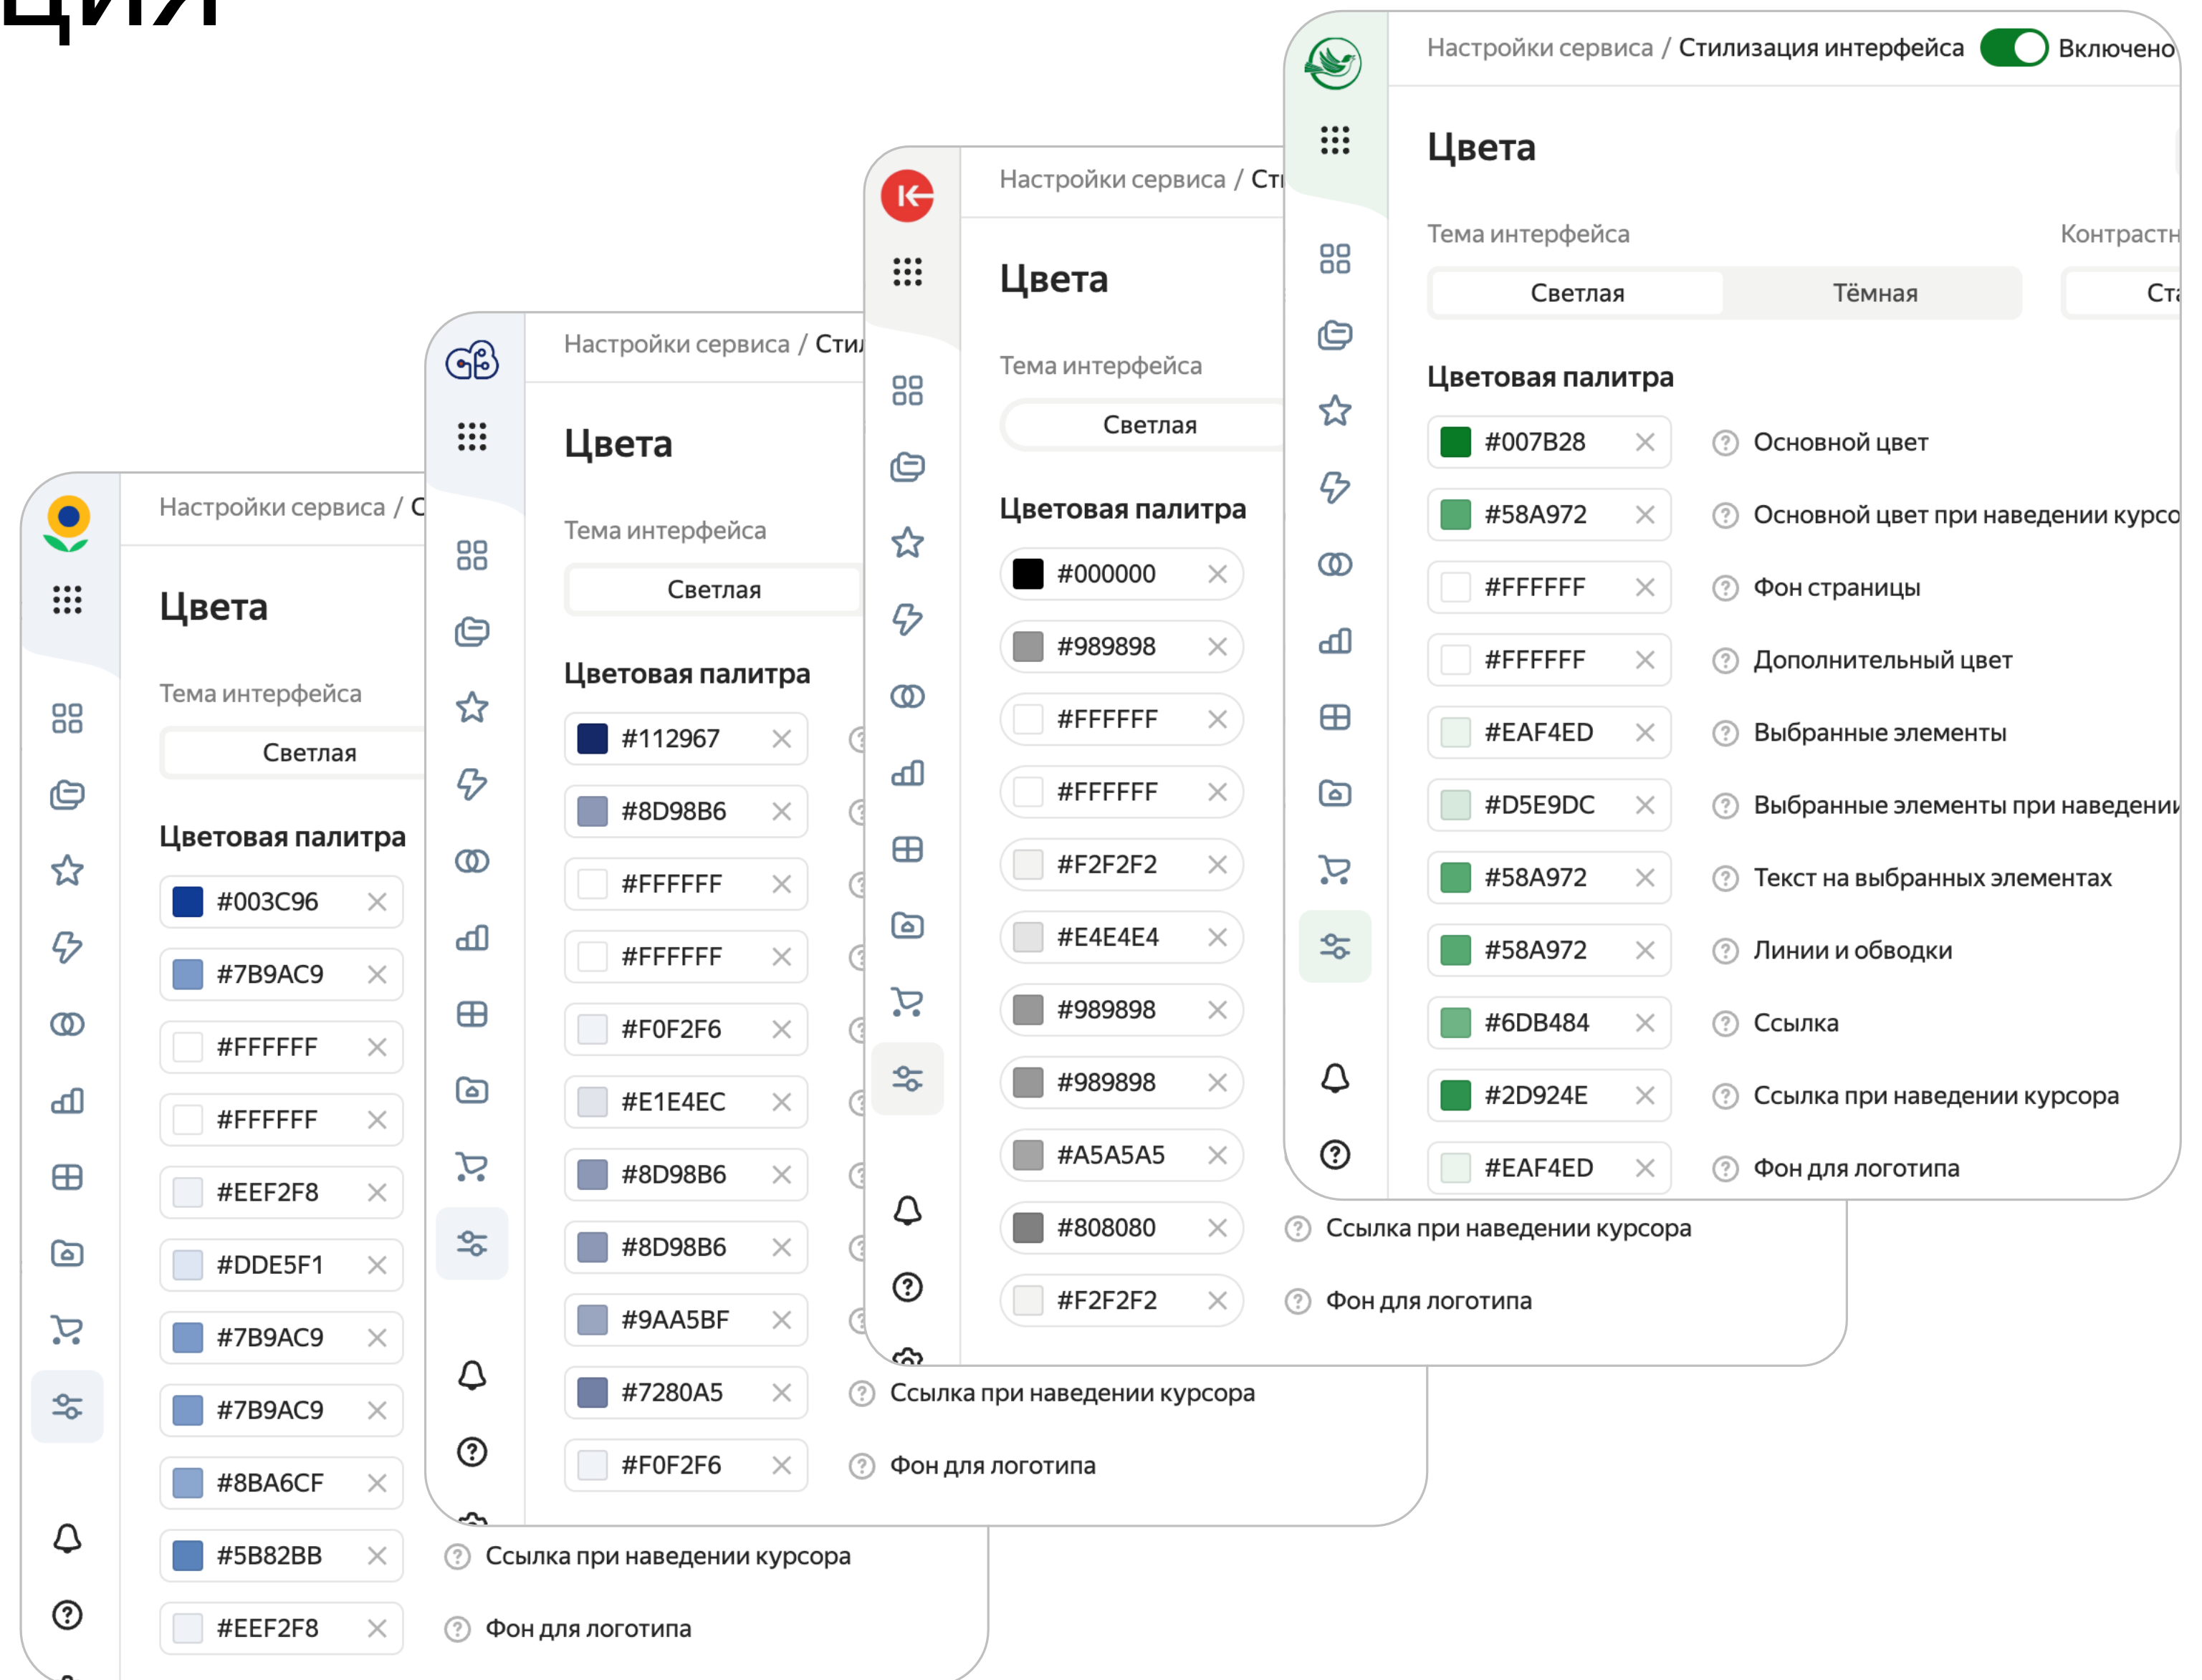 ция
Настройки сервиса / Стилизация интерфейса Включено
Цвета
Тема интерфейса
Светлая Тёмная
Цветовая палитра
#007B28 Основной цвет
#58A972 Основной цвет при наведении
#FFFFFF Фон страницы
#FFFFFF Дополнительный цвет
#EAF4ED Выбранные элементы
#D5E9DC Выбранные элементы при наведении
#58A972 Текст на выбранных элементах
#58A972 Линии и обводки
#6DB484 Ссылка
#2D924E Ссылка при наведении курсора
#EAF4ED Фон для логотипа
Настройки сервиса /
Цвета
Тема интерфейса
Светлая
Цветовая палитра
#000000
#989898
#FFFFFF
#FFFFFF
#F2F2F2
#E4E4E4
#989898
#989898
#A5A5A5
#808080 Ссылка при наведении курсора
#F2F2F2 Фон для логотипа
Настройки сервиса /
Цвета
Тема интерфейса
Светлая
Цветовая палитра
#112967
#8D98B6
#FFFFFF
#FFFFFF
#F0F2F6
#E1E4EC
#8D98B6
#8D98B6
#9AA5BF
#7280A5 Ссылка при наведении курсора
#F0F2F6 Фон для логотипа
Настройки сервиса /
Цвета
Тема интерфейса
Светлая
Цветовая палитра
#003C96
#7B9AC9
#FFFFFF
#FFFFFF
#EEF2F8
#DDE5F1
#7B9AC9
#7B9AC9
#8BA6CF
#5B82BB Ссылка при наведении курсора
#EEF2F8 Фон для логотипа